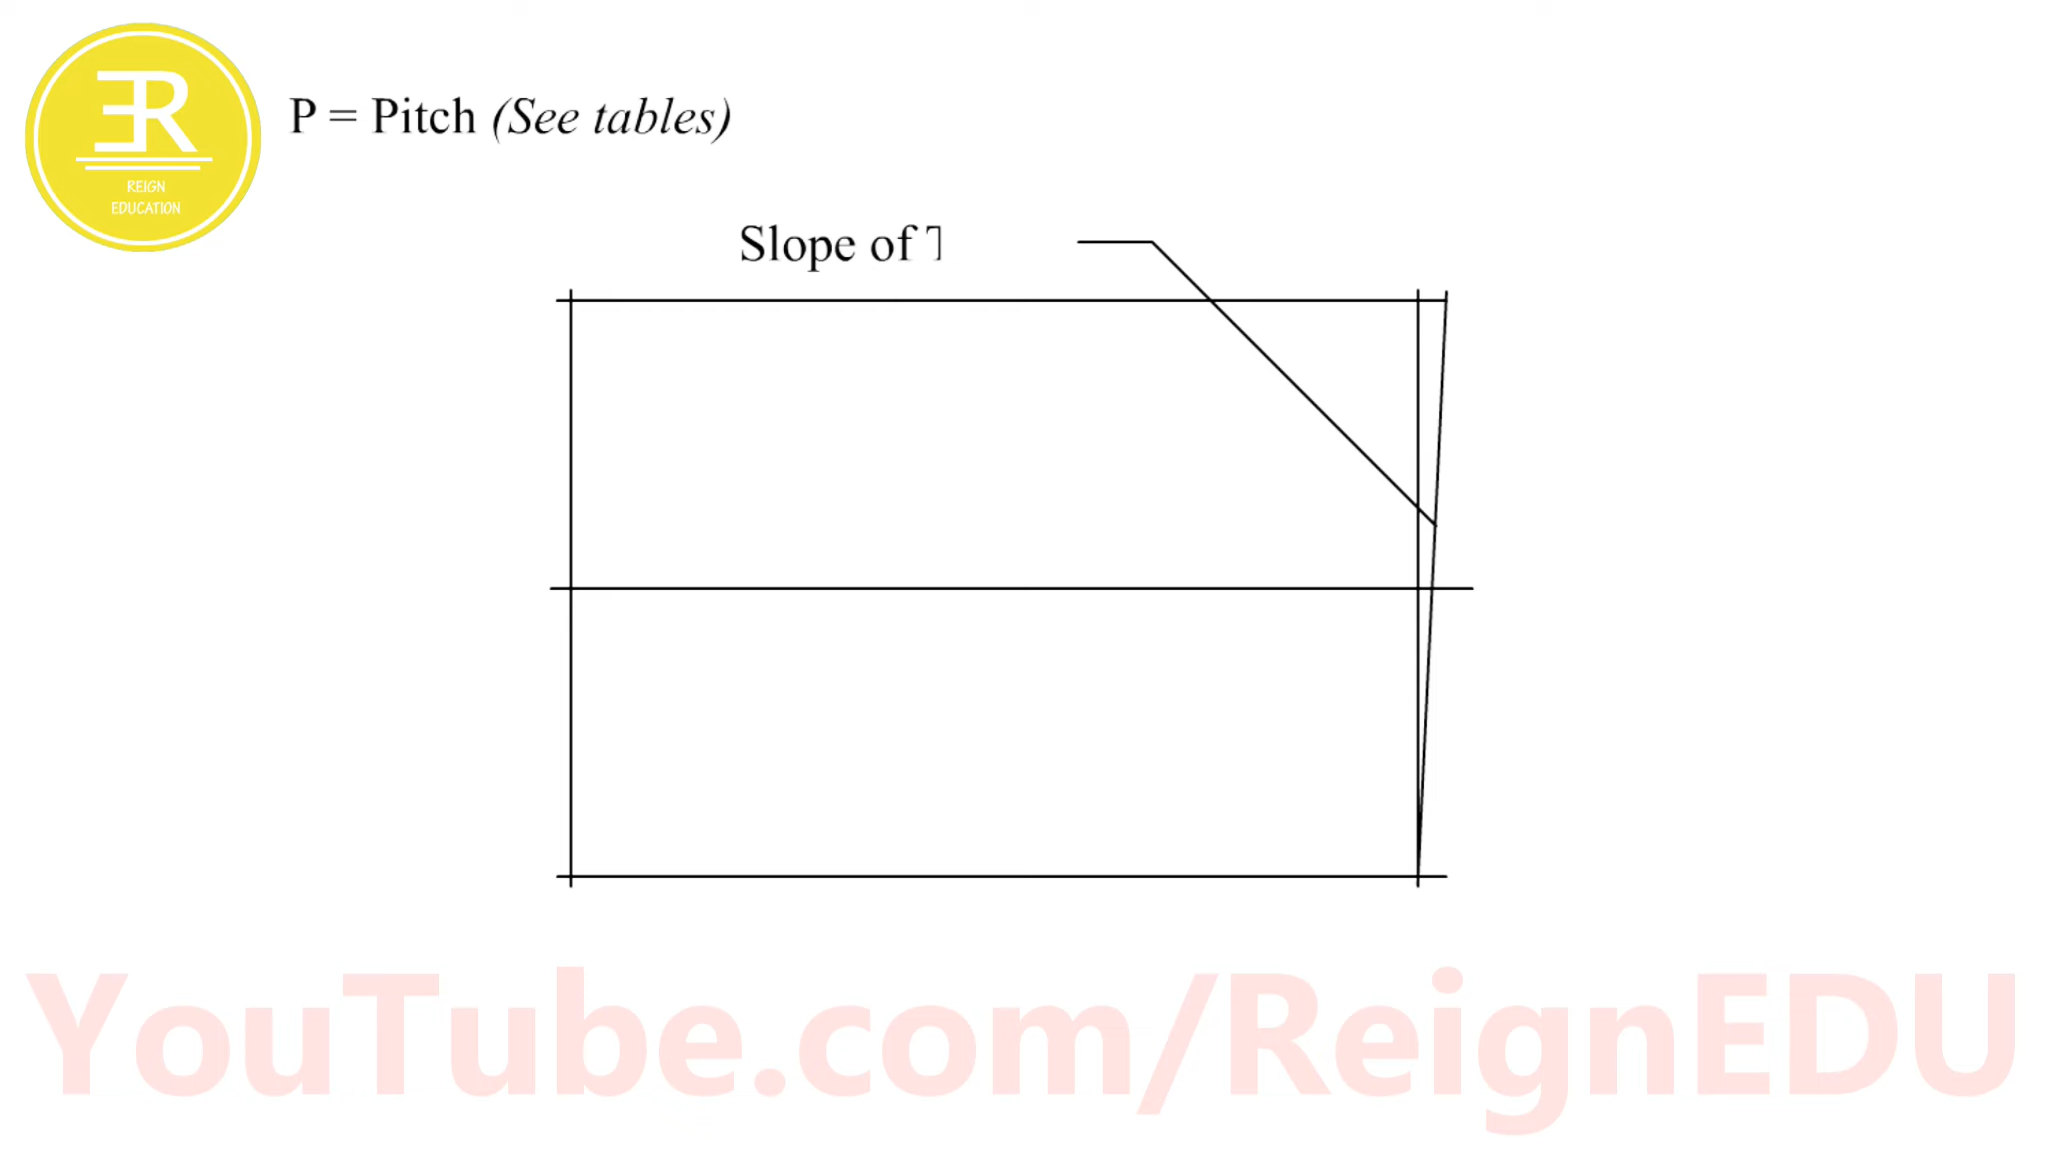 REIGN
EDUCATION
P = Pitch (See tables)
Slope of
YouTube.com/ReignEDU